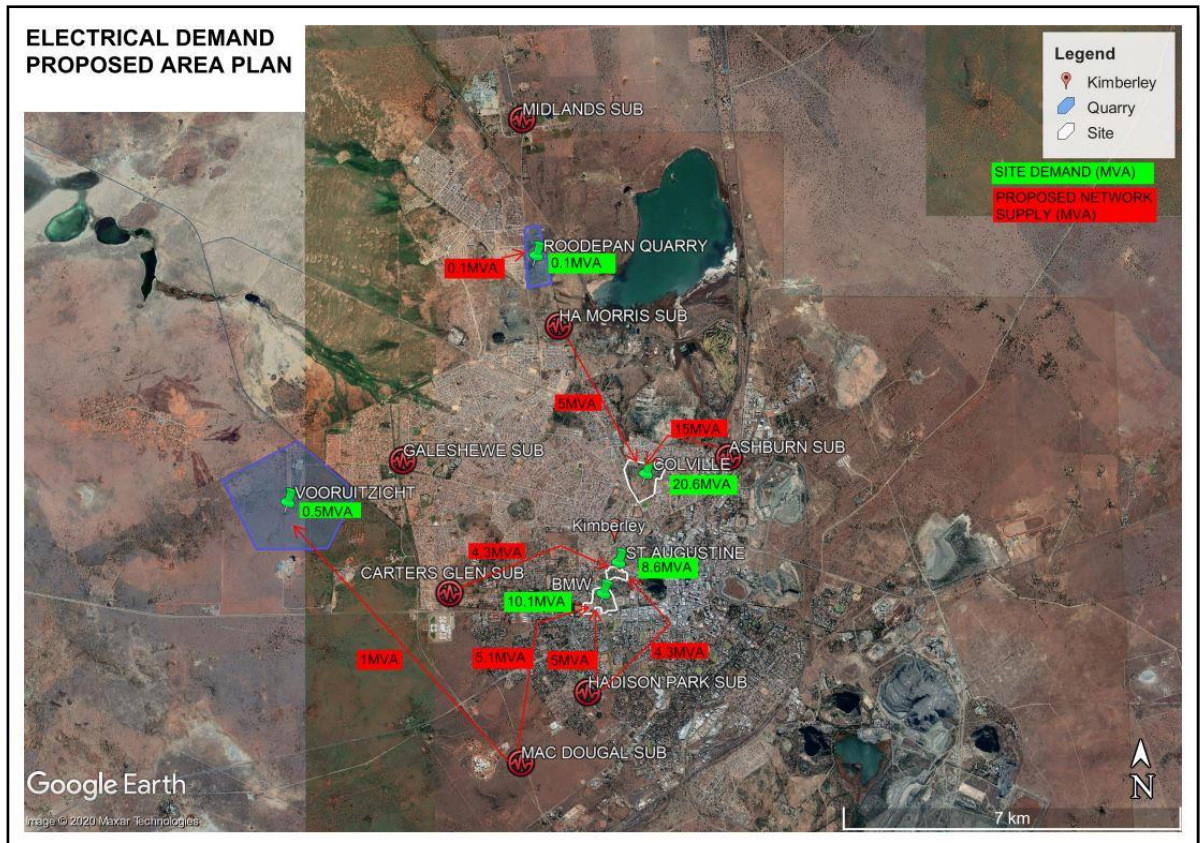 ELECTRICAL DEMAND
PROPOSED AREA PLAN
Legend
Kimberley
Quarry
Site
SITE DEMAND (MVA)
PROPOSED NETWORK
SUPPLY (MVA)
MIDLANDS SUB
ROODEPAN QUARRY
0.1MVA
0.1MVA
HA MORRIS SUB
5MVA
15MVA
GALESHEWE SUB
ASHBURN SUB
COLVILLE
20.6MVA
VOORUITZICHT
0.5MVA
Kimberley
4.3MVA
ST AUGUSTINE
8.6MVA
CARTERS GLEN SUB
BMW
10.1MVA
1MVA
5.1MVA
5MVA
4.3MVA
HADISON PARK SUB
MAC DOUGAL SUB
Google Earth
Image © 2020 Maxar Technologies
N
7 km